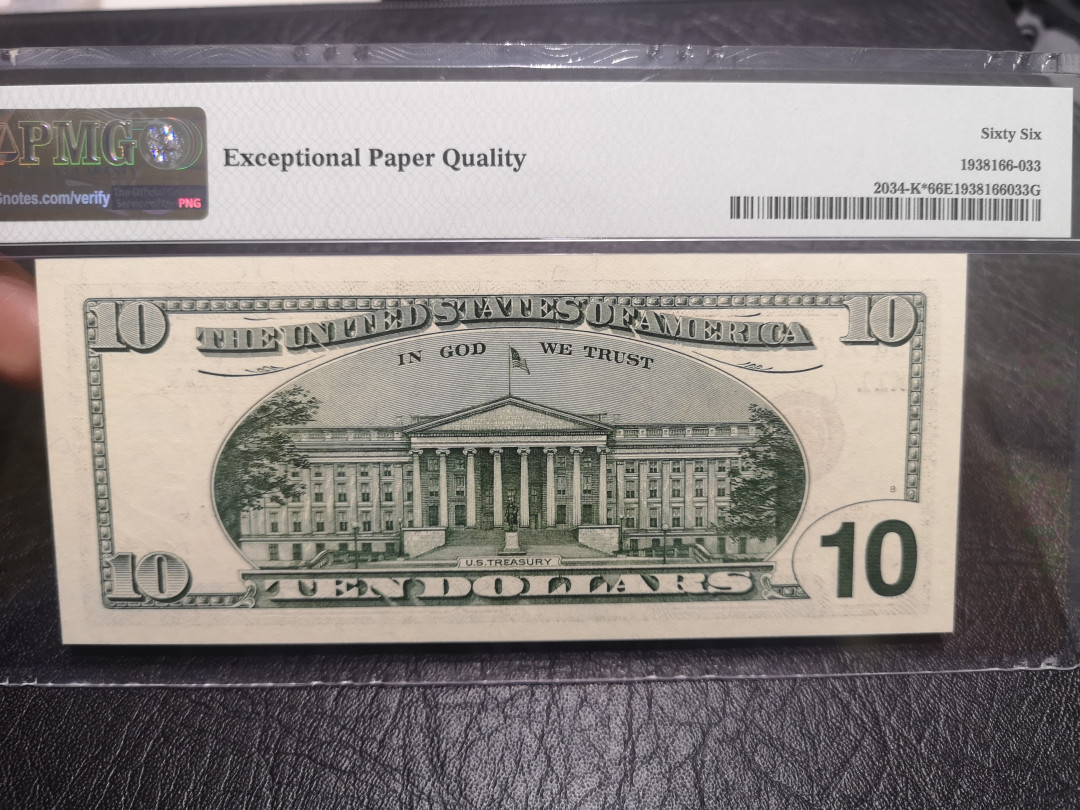 PMG
Exceptional Paper Quality
Sixty Six
1938166-033
notes.com/verify
PNG
2034-K*66E1938166033G
10
10
THE UNITED STATES OF AMERICA
IN GOD WE TRUST
B
10
U.S. TREASURY
10
TEN DOLLARS